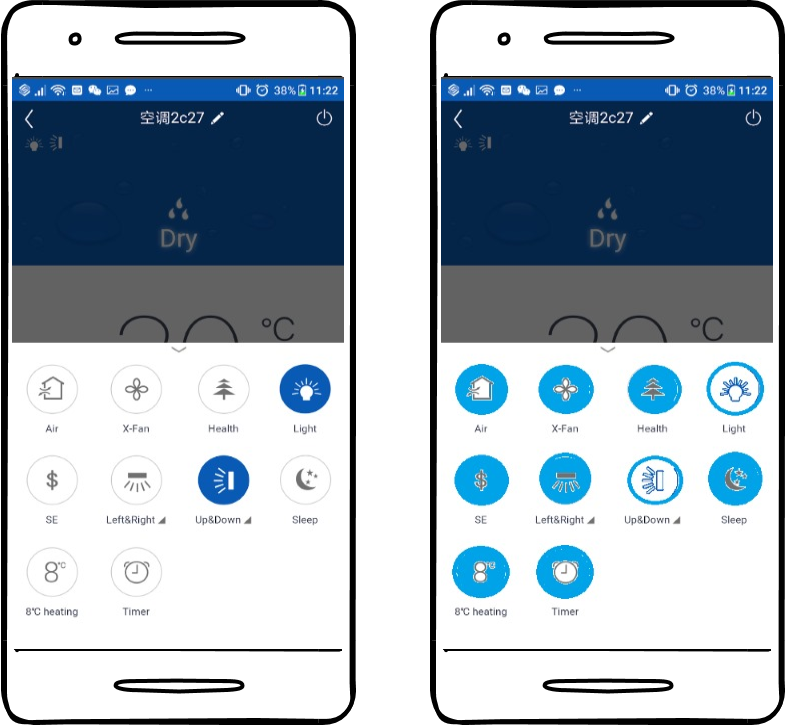 38% 11:22
空调2c27
Dry
°C
Air X-Fan Health Light
$
SE Left&Right Up&Down Sleep
8°C
8℃ heating Timer
38% 11:22
空调2c27
Dry
°C
Air X-Fan Health Light
$
SE Left&Right Up&Down Sleep
8°C
8℃ heating Timer